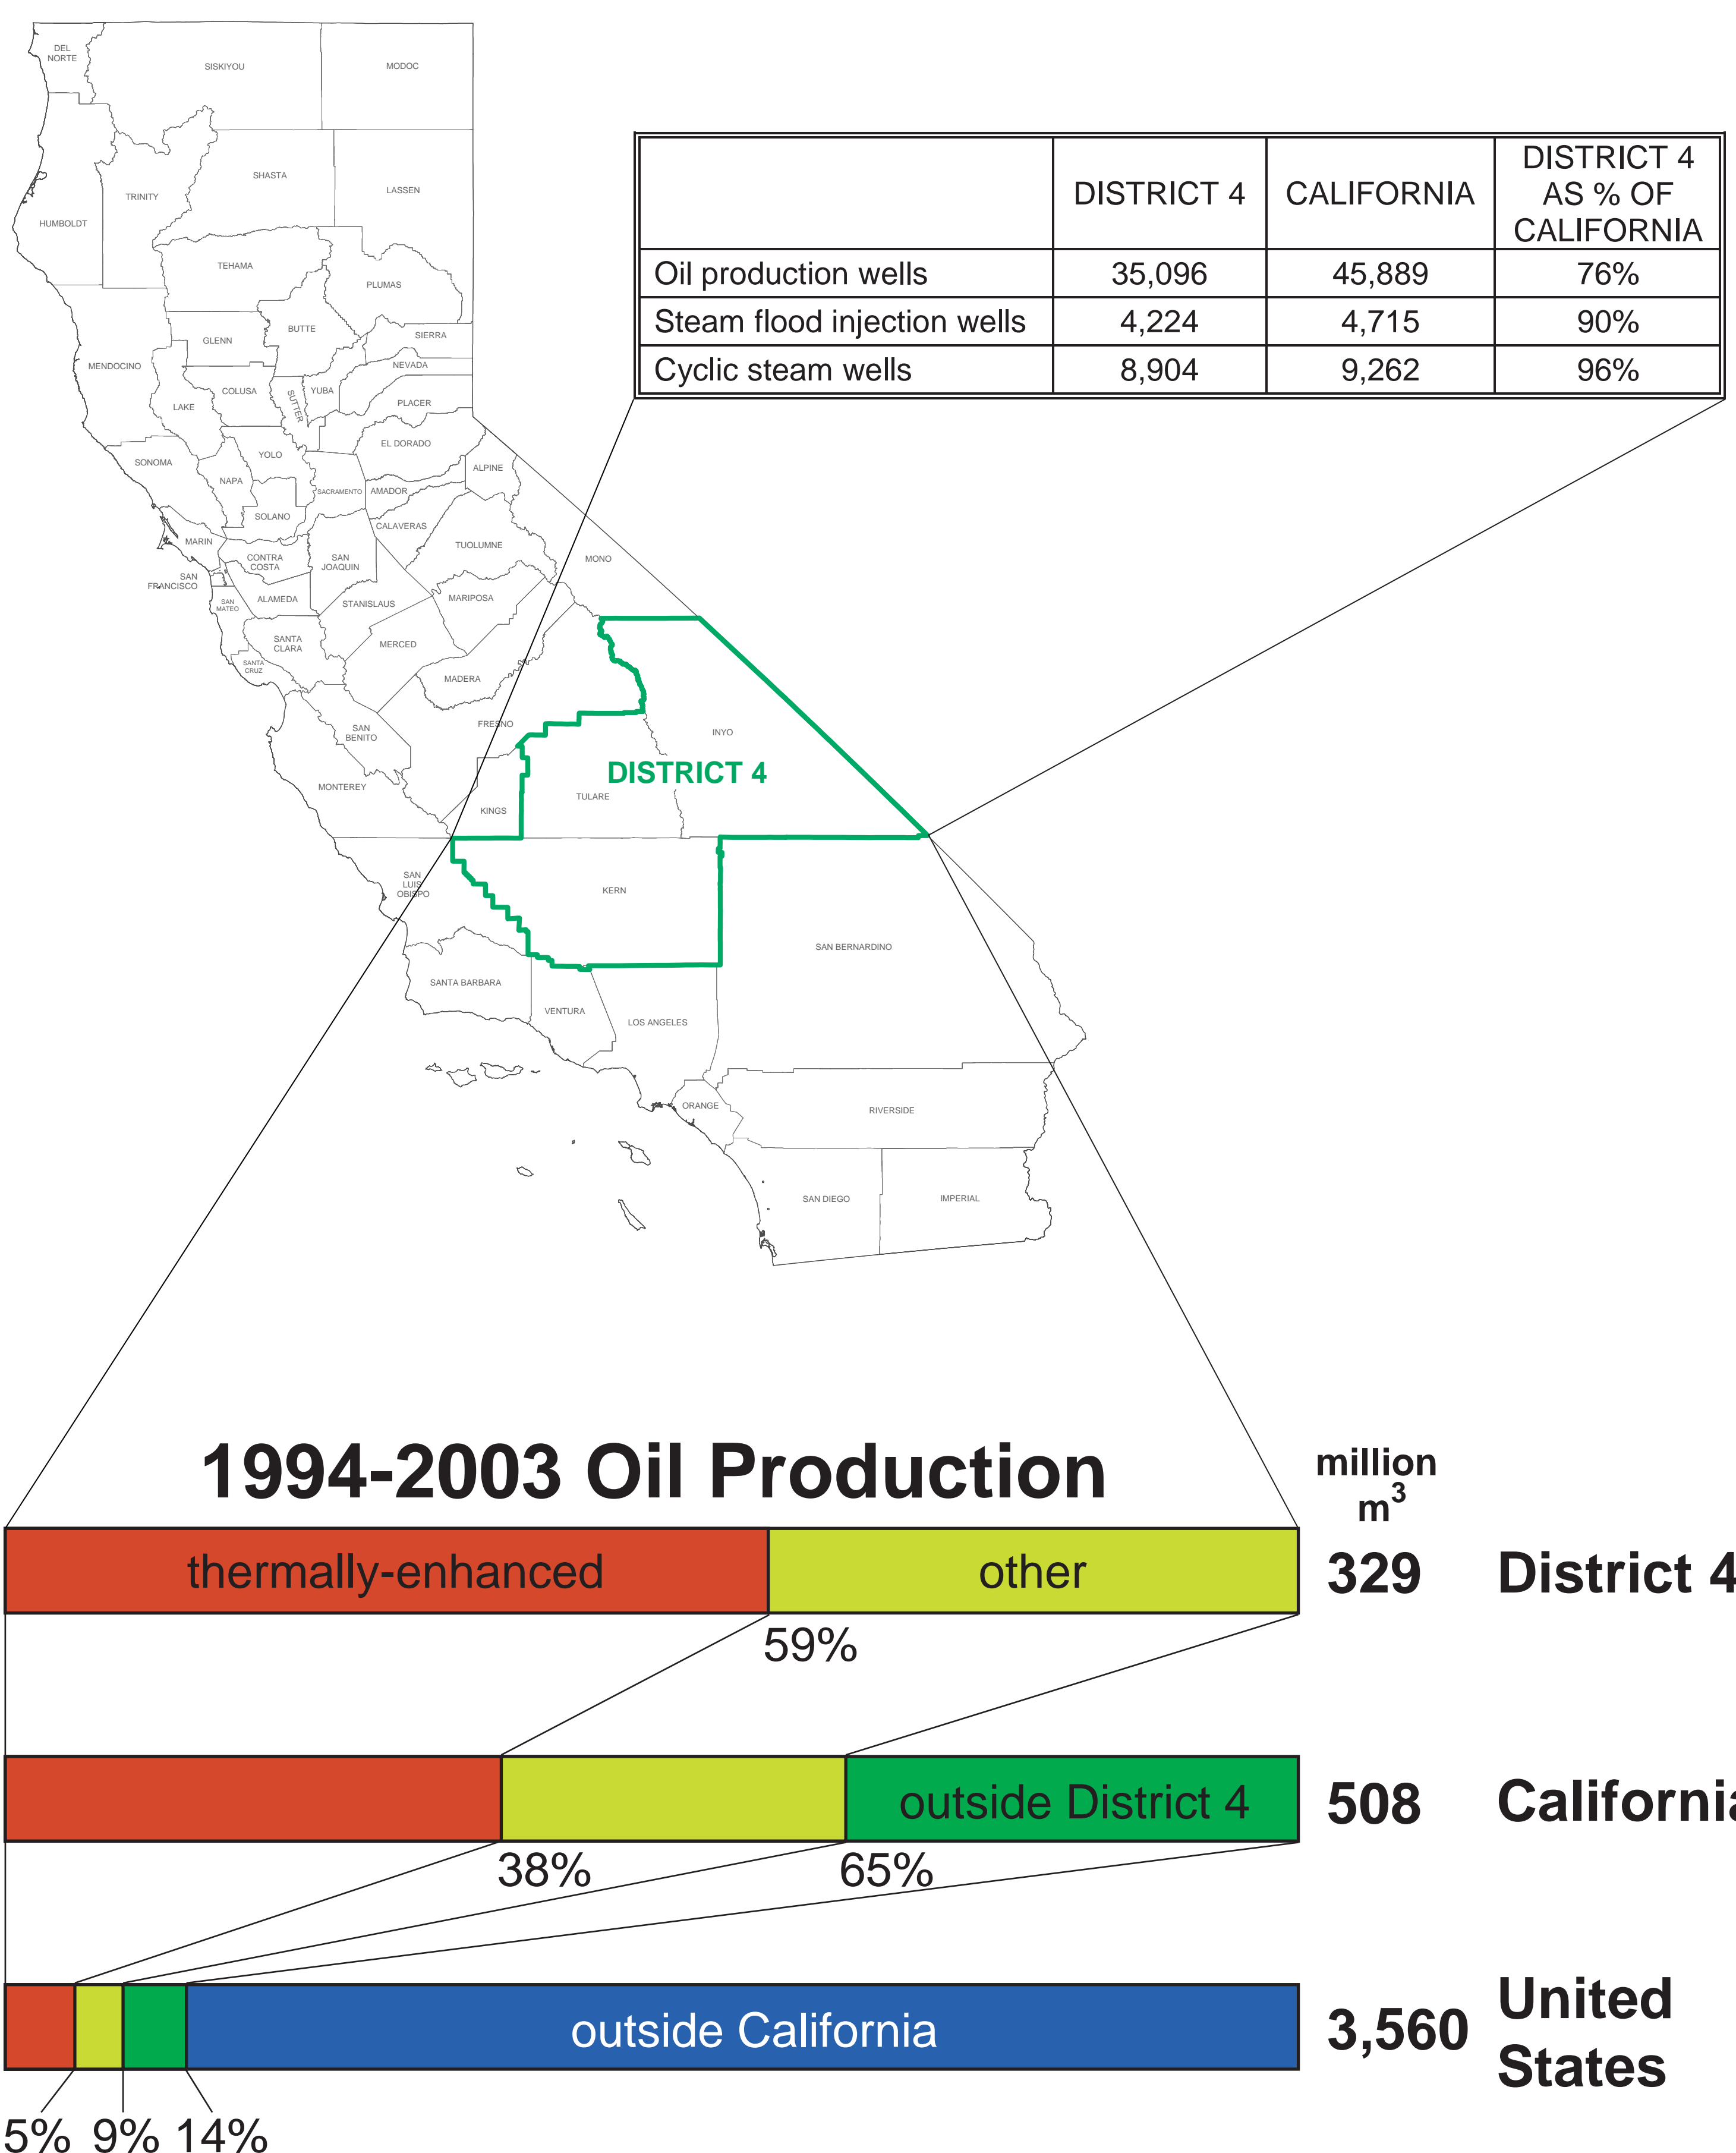 DEL
NORTE
SISKIYOU
MODOC
SHASTA
LASSEN
TRINITY
HUMBOLDT
TEHAMA
PLUMAS
BUTTE
GLENN
SIERRA
MENDOCINO
NEVADA
COLUSA
SUTTER
YUBA
PLACER
LAKE
EL DORADO
SONOMA
YOLO
ALPINE
NAPA
SACRAMENTO
AMADOR
SOLANO
CALAVERAS
MARIN
TUOLUMNE
CONTRA
COSTA
SAN
JOAQUIN
MONO
SAN
FRANCISCO
SAN
MATEO
ALAMEDA
STANISLAUS
MARIPOSA
SANTA
CLARA
MERCED
SANTA
CRUZ
MADERA
FRESNO
SAN
BENITO
INYO
DISTRICT 4
MONTEREY
TULARE
KINGS
SAN
LUIS
OBISPO
KERN
SAN BERNARDINO
SANTA BARBARA
VENTURA
LOS ANGELES
ORANGE
RIVERSIDE
SAN DIEGO
IMPERIAL
DISTRICT 4 CALIFORNIA DISTRICT 4
AS % OF
CALIFORNIA
Oil production wells 35,096 45,889 76%
Steam flood injection wells 4,224 4,715 90%
Cyclic steam wells 8,904 9,262 96%
1994-2003 Oil Production
million
m3
thermally-enhanced other 329 District 4
59%
outside District 4 508 California
38% 65%
outside California 3,560 United
States
5% 9% 14%